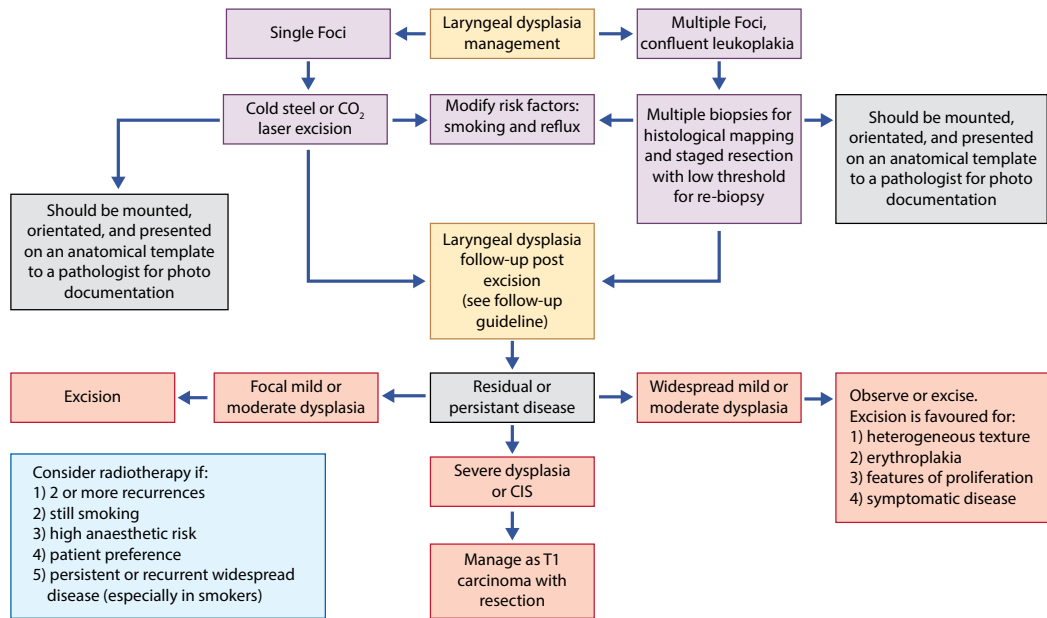 Single Foci
Laryngeal dysplasia
management
Multiple Foci,
confluent leukoplakia
Cold steel or CO₂
laser excision
Modify risk factors:
smoking and reflux
Multiple biopsies for
histological mapping
and staged resection
with low threshold
for re-biopsy
Should be mounted,
orientated, and presented
on an anatomical template
to a pathologist for photo
documentation
Should be mounted,
orientated, and presented
on an anatomical template
to a pathologist for photo
documentation
Laryngeal dysplasia
follow-up post
excision
(see follow-up
guideline)
Excision
Focal mild or
moderate dysplasia
Residual or
persistant disease
Widespread mild or
moderate dysplasia
Observe or excise.
Excision is favoured for:
1) heterogeneous texture
2) erythroplakia
3) features of proliferation
4) symptomatic disease
Consider radiotherapy if:
1) 2 or more recurrences
2) still smoking
3) high anaesthetic risk
4) patient preference
5) persistent or recurrent widespread
disease (especially in smokers)
Severe dysplasia
or CIS
Manage as T1
carcinoma with
resection